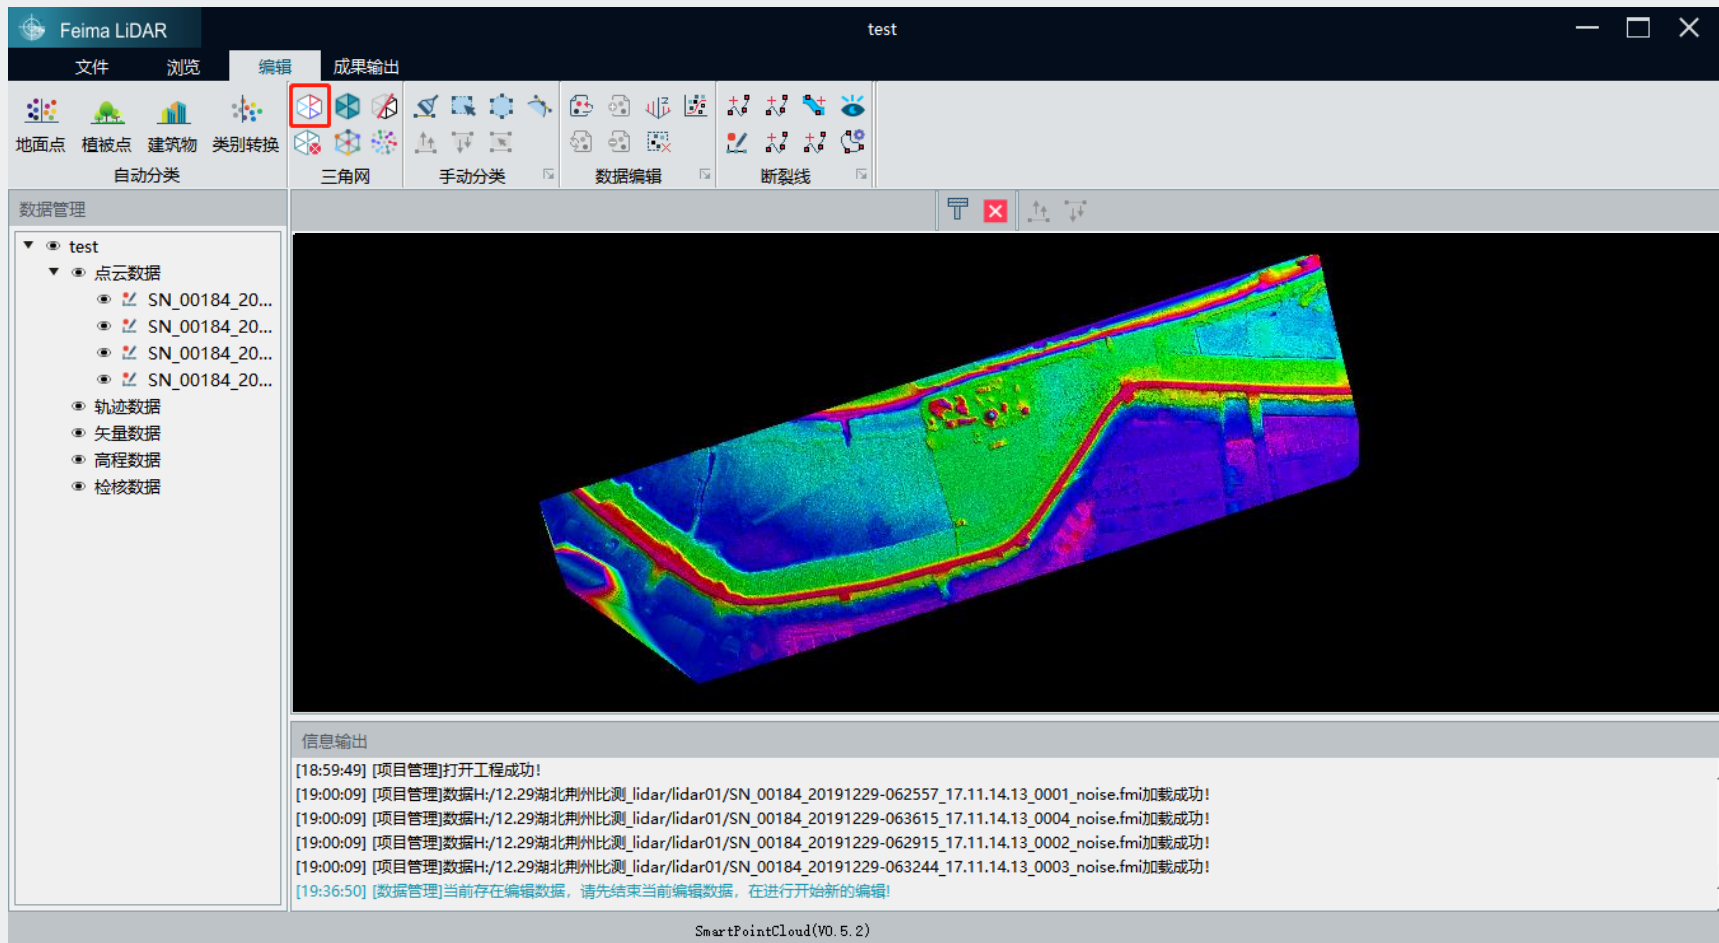 Feima LiDAR
test
文件 浏览 编辑 成果输出
地面点 植被点 建筑物 类别转换
自动分类 三角网 手动分类 数据编辑 断裂线
数据管理
test
点云数据
SN_00184_20...
SN_00184_20...
SN_00184_20...
SN_00184_20...
轨迹数据
矢量数据
高程数据
检核数据
信息输出
[18:59:49] [项目管理]打开工程成功!
[19:00:09] [项目管理]数据H:/12.29湖北荆州比测_lidar/lidar01/SN_00184_20191229-062557_17.11.14.13_0001_noise.fmi加载成功!
[19:00:09] [项目管理]数据H:/12.29湖北荆州比测_lidar/lidar01/SN_00184_20191229-063615_17.11.14.13_0004_noise.fmi加载成功!
[19:00:09] [项目管理]数据H:/12.29湖北荆州比测_lidar/lidar01/SN_00184_20191229-062915_17.11.14.13_0002_noise.fmi加载成功!
[19:00:09] [项目管理]数据H:/12.29湖北荆州比测_lidar/lidar01/SN_00184_20191229-063244_17.11.14.13_0003_noise.fmi加载成功!
[19:36:50] [数据管理]当前存在编辑数据，请先结束当前编辑数据，在进行开始新的编辑!
SmartPointCloud(V0.5.2)